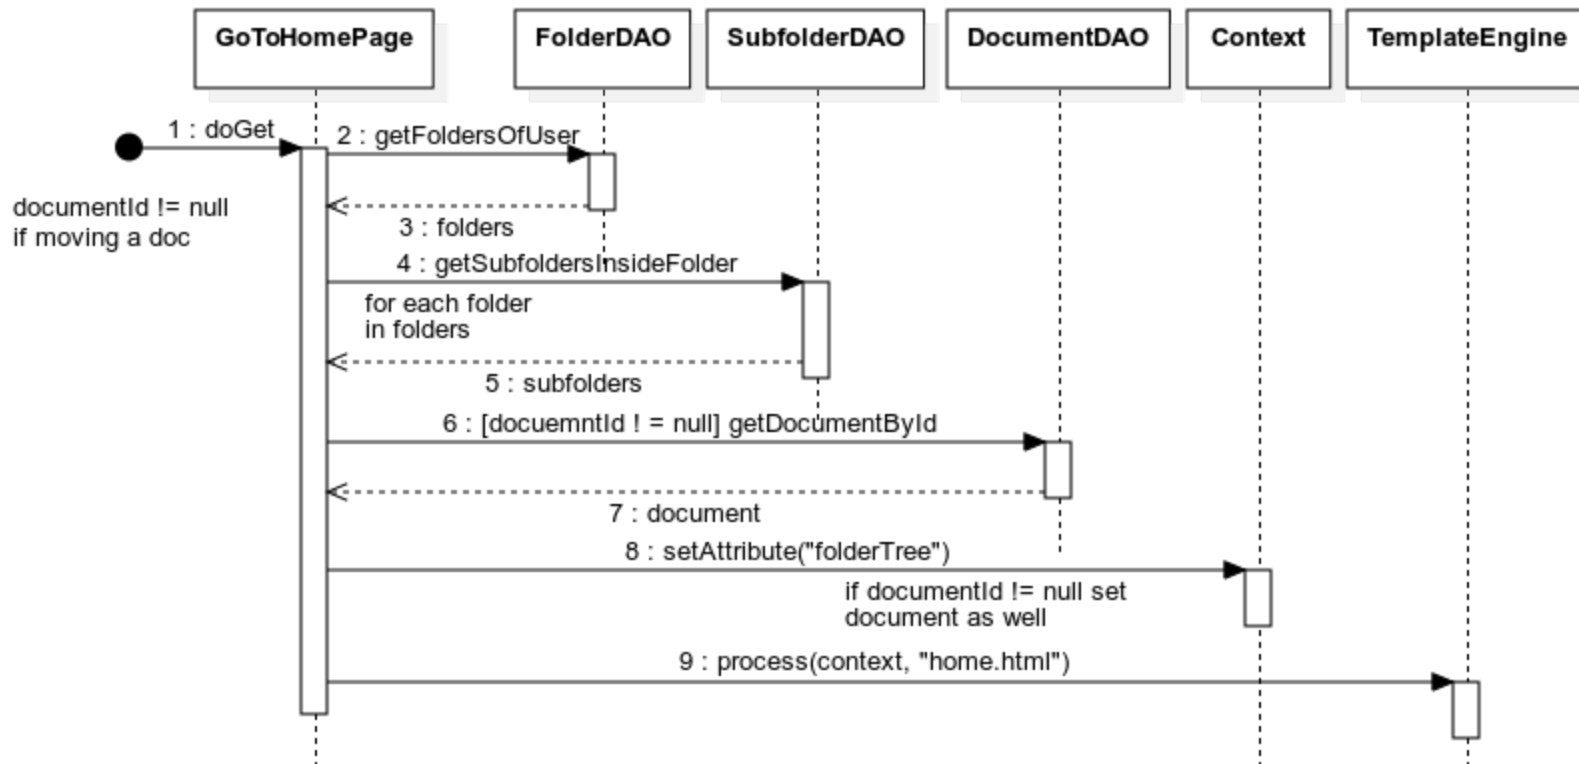 GoToHomePage
FolderDAO
SubfolderDAO
DocumentDAO
Context
TemplateEngine
1 : doGet
2 : getFoldersOfUser
documentId != null
if moving a doc
3 : folders
4 : getSubfoldersInsideFolder
for each folder
in folders
5 : subfolders
6 : [docuemntId ! = null] getDocumentById
7 : document
8 : setAttribute("folderTree")
if documentId != null set
document as well
9 : process(context, "home.html")